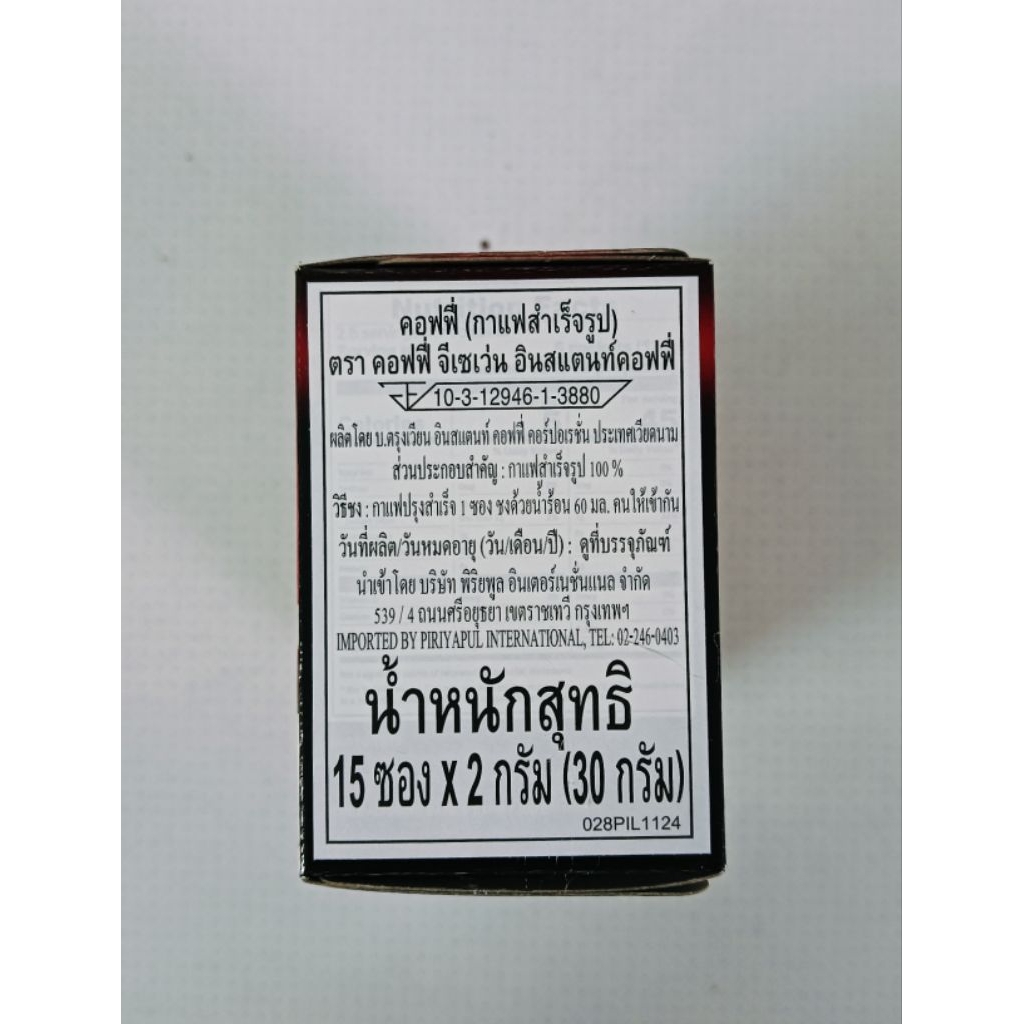 คอฟฟี่ (กาแฟสำเร็จรูป)
ตรา คอฟฟี่ จีเซเว่น อินสแตนท์คอฟฟี่
10-3-12946-1-3880
ผลิตโดย บ.ตรุงเวียน อินสแตนท์ คอฟฟี่ คอร์ปอเรชั่น ประเทศเวียดนาม
ส่วนประกอบสำคัญ : กาแฟสำเร็จรูป 100 %
วิธีชง : กาแฟปรุงสำเร็จ 1 ซอง ชงด้วยน้ำร้อน 60 มล. คนให้เข้ากัน
วันที่ผลิต/วันหมดอายุ (วัน/เดือน/ปี) : ดูที่บรรจุภัณฑ์
นำเข้าโดย บริษัท พิริยพูล อินเตอร์เนชั่นแนล จำกัด
539 / 4 ถนนศรีอยุธยา เขตราชเทวี กรุงเทพฯ
IMPORTED BY PIRIYAPUL INTERNATIONAL, TEL: 02-246-0403
น้ำหนักสุทธิ
15 ซอง x 2 กรัม (30 กรัม)
028PIL1124